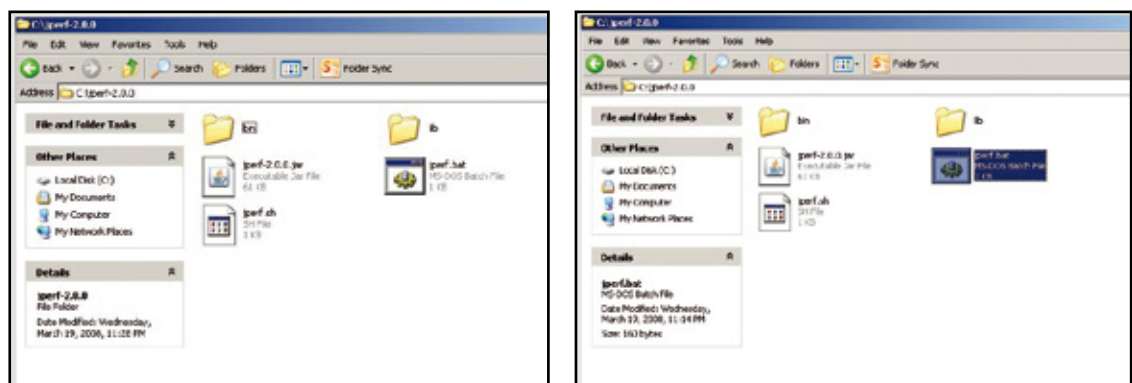 C:\jperf-2.0.0
File Edit View Favorites Tools Help
Back Search Folders Folder Sync
Address C:\jperf-2.0.0
File and Folder Tasks
Other Places
Local Disk (C:)
My Documents
My Computer
My Network Places
Details
jperf-2.0.0
File Folder
Date Modified: Wednesday,
March 19, 2008, 11:28 PM
bin
lib
jperf-2.0.0.jar
Executable Jar File
61 KB
jperf.bat
MS-DOS Batch File
1 KB
jperf.sh
SH File
1 KB
C:\jperf-2.0.0
File Edit View Favorites Tools Help
Back Search Folders Folder Sync
Address C:\jperf-2.0.0
File and Folder Tasks
Other Places
Local Disk (C:)
My Documents
My Computer
My Network Places
Details
jperf.bat
MS-DOS Batch File
Date Modified: Wednesday,
March 19, 2008, 11:14 PM
Size: 160 bytes
bin
lib
jperf-2.0.0.jar
Executable Jar File
61 KB
jperf.bat
MS-DOS Batch File
1 KB
jperf.sh
SH File
1 KB